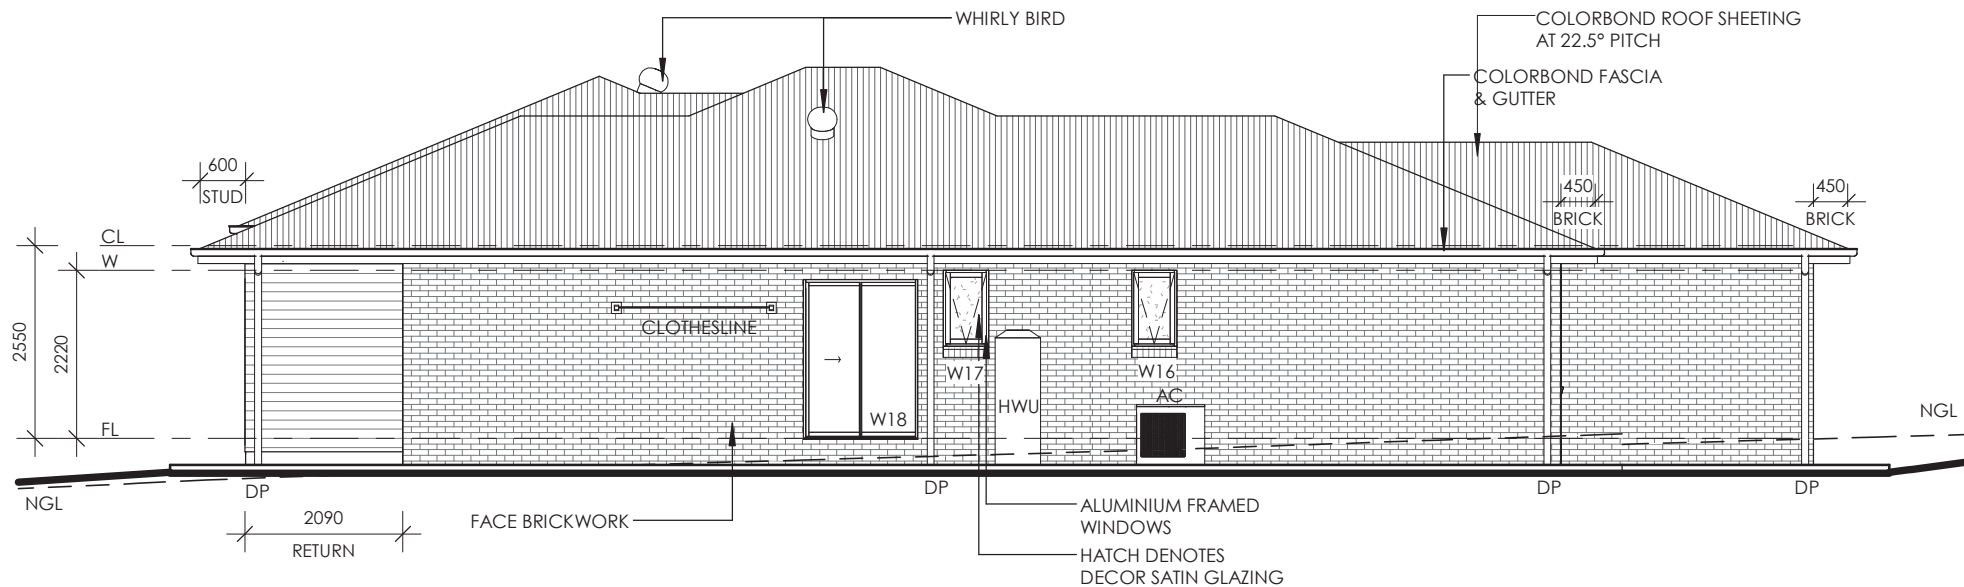 WHIRLY BIRD
COLORBOND ROOF SHEETING
AT 22.5° PITCH
COLORBOND FASCIA
& GUTTER
600
STUD
450
BRICK
450
BRICK
CL
W
2550
2220
FL
CLOTHESLINE
W18
W17
HWU
W16
AC
NGL
NGL
DP
DP
DP
DP
2090
RETURN
FACE BRICKWORK
ALUMINIUM FRAMED
WINDOWS
HATCH DENOTES
DECOR SATIN GLAZING